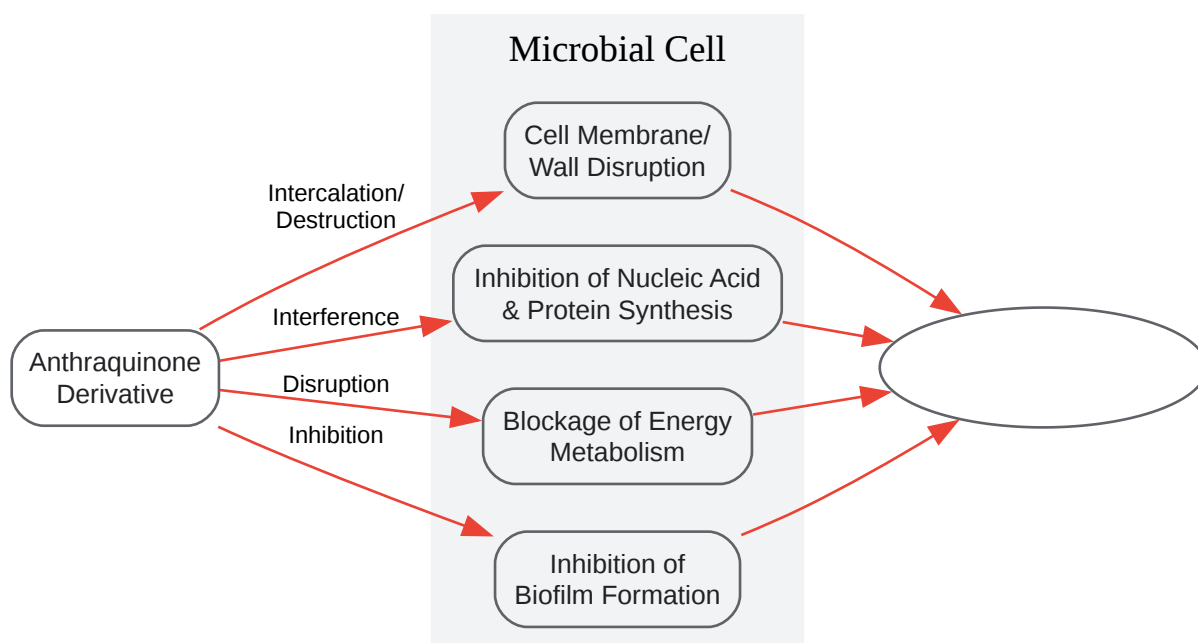 Microbial Cell
Cell Membrane/
Wall Disruption
Intercalation/
Destruction
Inhibition of Nucleic Acid
& Protein Synthesis
Interference
Anthraquinone
Derivative
Disruption
Blockage of Energy
Metabolism
Inhibition
Inhibition of
Biofilm Formation